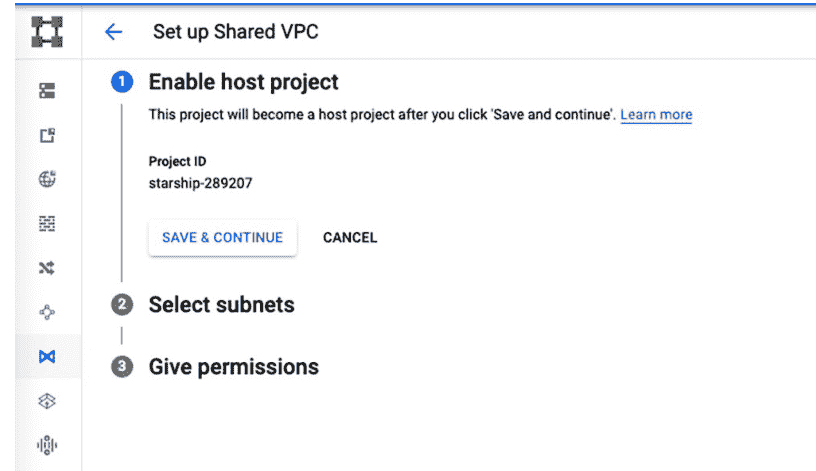 Set up Shared VPC
1 Enable host project
This project will become a host project after you click 'Save and continue'. Learn more
Project ID
starship-289207
SAVE & CONTINUE CANCEL
2 Select subnets
3 Give permissions